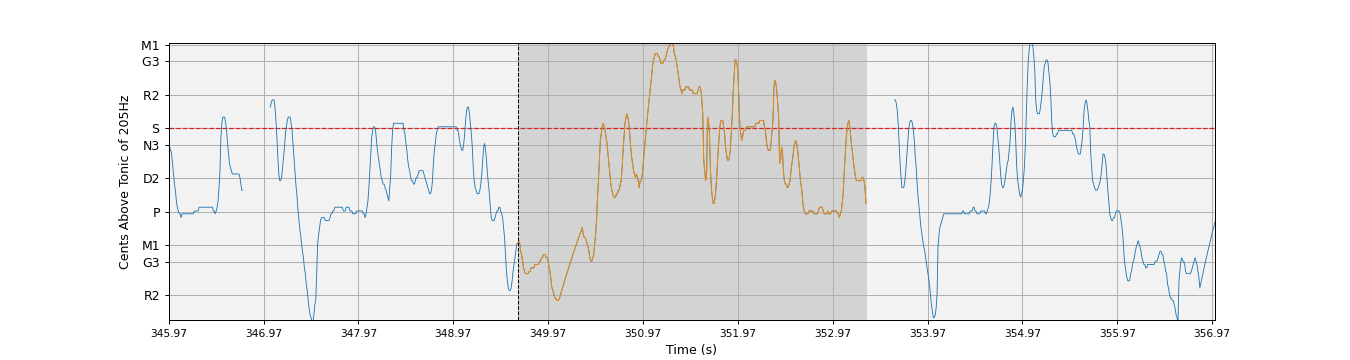 M1
G3
R2
S
N3
D2
P
M1
G3
R2
Cents Above Tonic of 205Hz
345.97 346.97 347.97 348.97 349.97 350.97 351.97 352.97 353.97 354.97 355.97 356.97
Time (s)